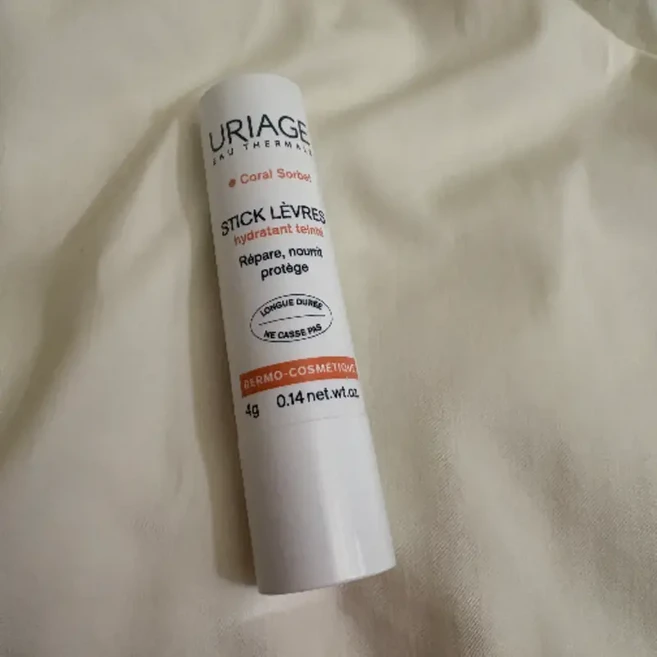 URIAGE
EAU THERMALE
Coral Sorbet
STICK LÈVRES
hydratant teinté
Répare, nourrit
protège
LONGUE DURÉE
NE CASSE PAS
DERMO-COSMÉTIQUE
4g 0.14 net.wt.oz.